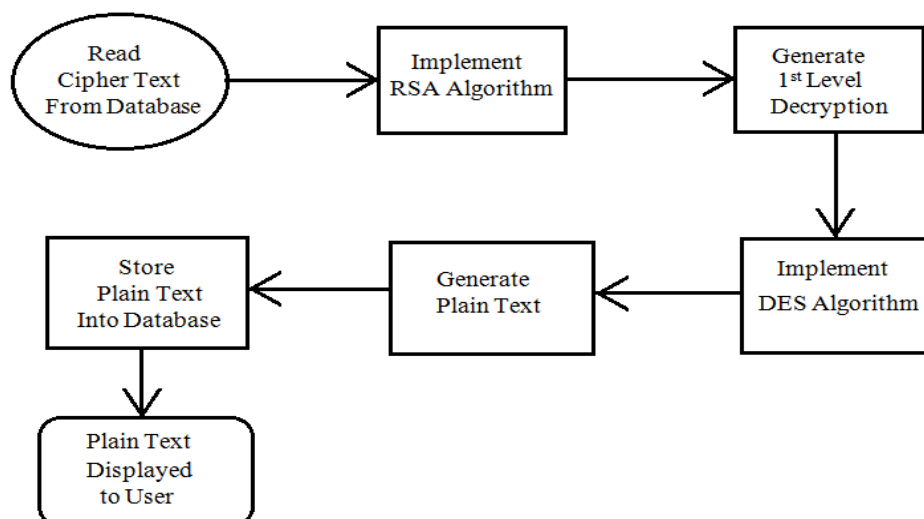 Read
Cipher Text
From Database
Implement
RSA Algorithm
Generate
1st Level
Decryption
Implement
DES Algorithm
Generate
Plain Text
Store
Plain Text
Into Database
Plain Text
Displayed
to User